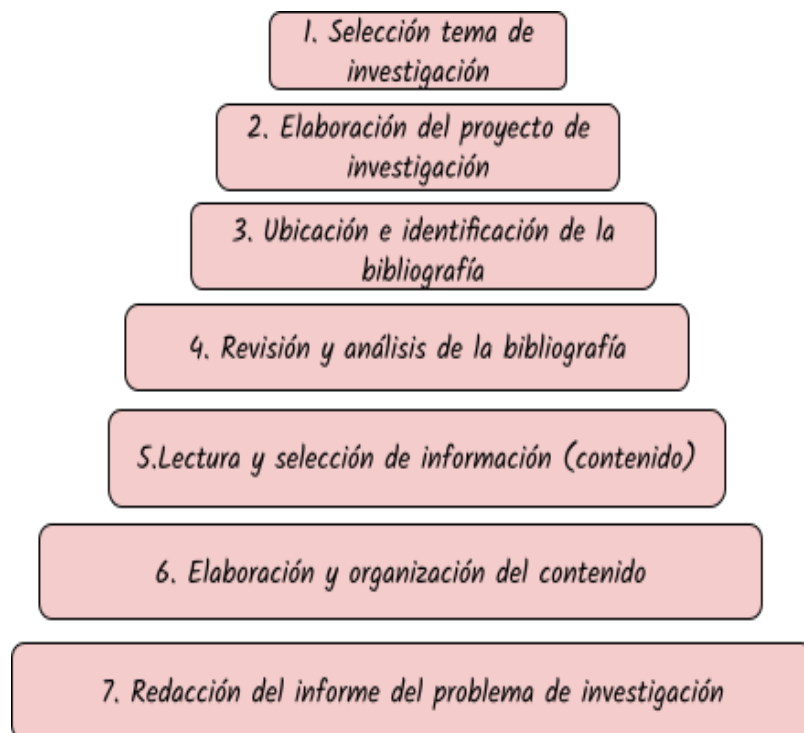 1. Selección tema de
investigación
2. Elaboración del proyecto de
investigación
3. Ubicación e identificación de la
bibliografía
4. Revisión y análisis de la bibliografía
5.Lectura y selección de información (contenido)
6. Elaboración y organización del contenido
7. Redacción del informe del problema de investigación